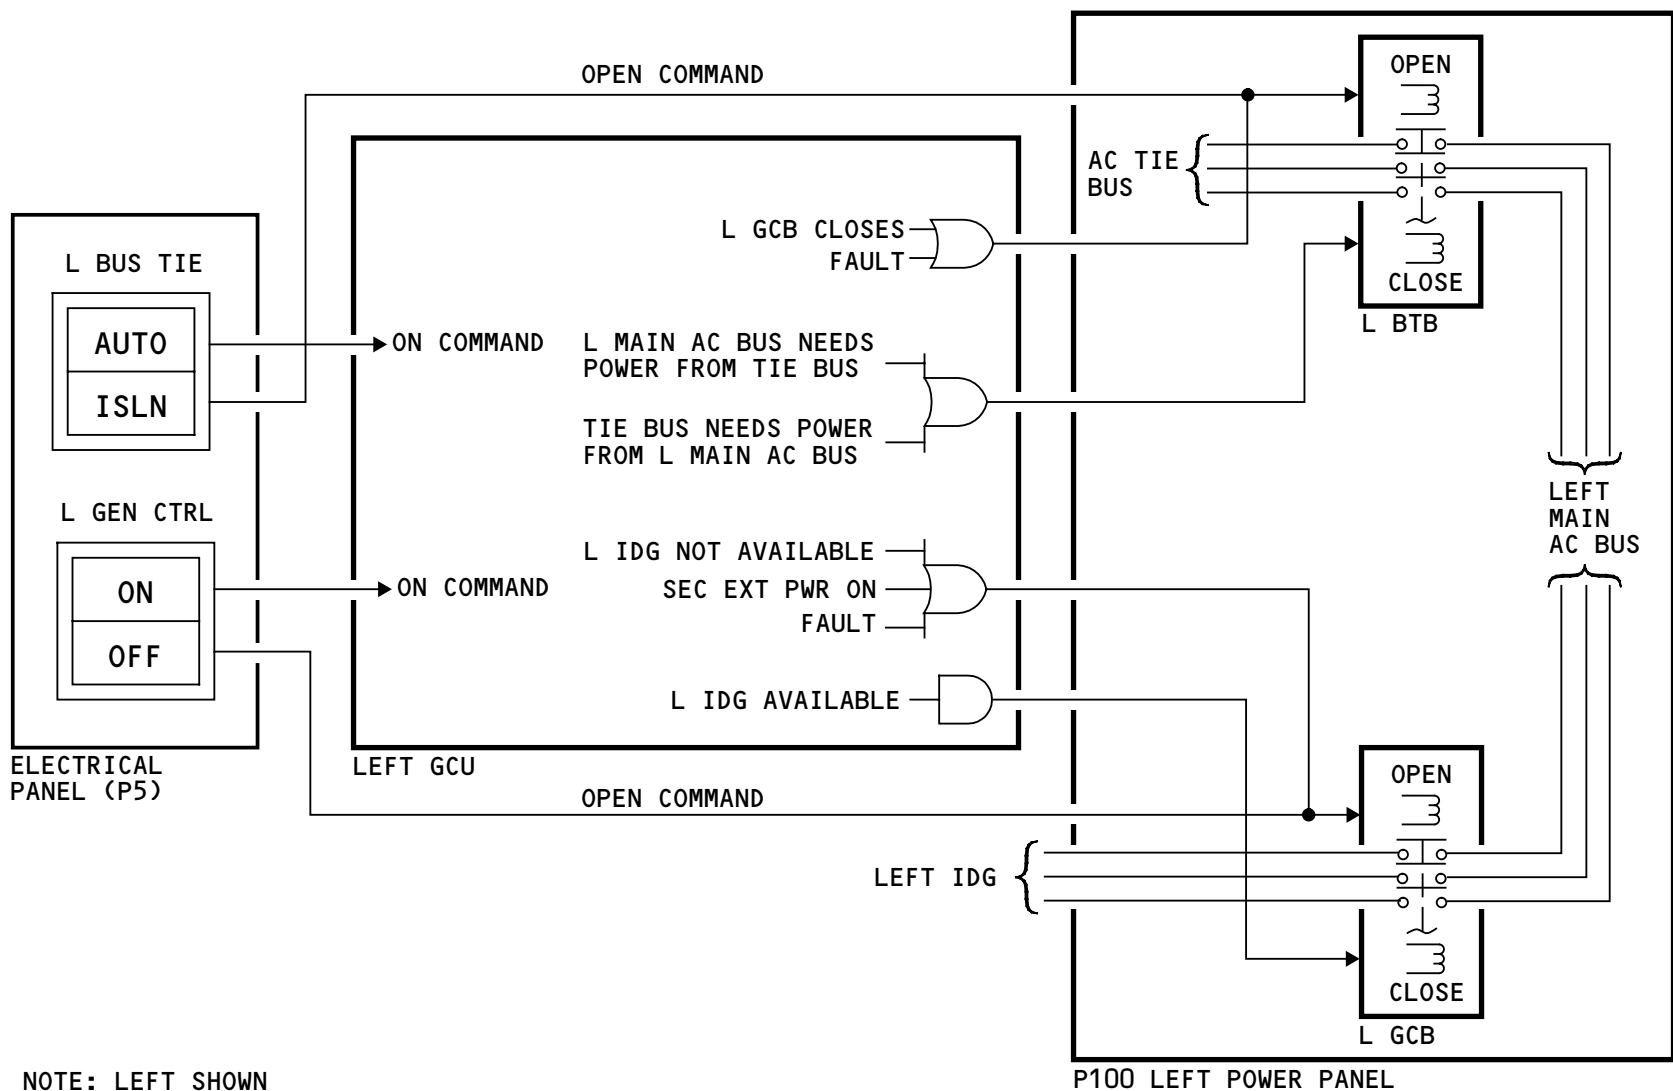 OPEN COMMAND
OPEN
AC TIE
BUS
CLOSE
L BTB
L BUS TIE
AUTO
ISLN
ON COMMAND
L GCB CLOSES
FAULT
L MAIN AC BUS NEEDS
POWER FROM TIE BUS
TIE BUS NEEDS POWER
FROM L MAIN AC BUS
LEFT
MAIN
AC BUS
L GEN CTRL
ON
OFF
ON COMMAND
L IDG NOT AVAILABLE
SEC EXT PWR ON
FAULT
L IDG AVAILABLE
ELECTRICAL
PANEL (P5)
LEFT GCU
OPEN COMMAND
OPEN
LEFT IDG
CLOSE
L GCB
NOTE: LEFT SHOWN
P100 LEFT POWER PANEL